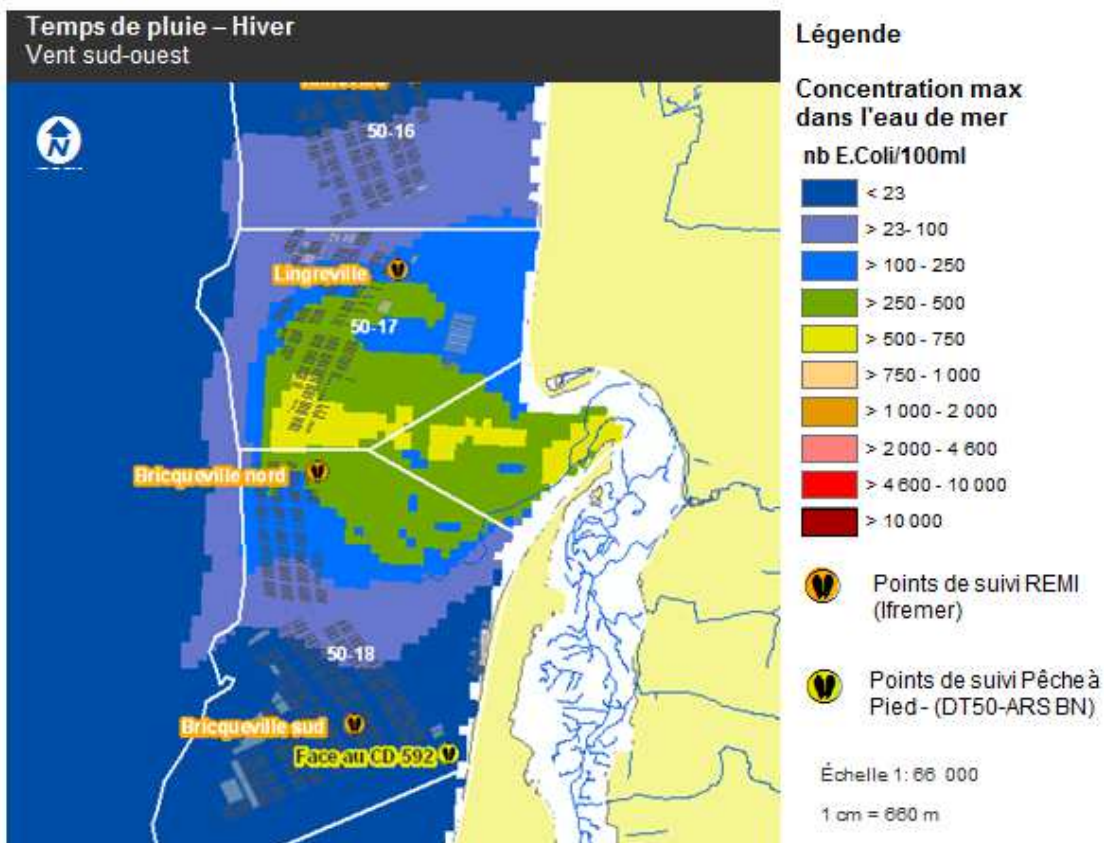 Temps de pluie – Hiver
Vent sud-ouest
N
50-16
Lingreville
50-17
Bricqueville nord
50-18
Bricqueville sud
Face au CD 592
Légende
Concentration max
dans l'eau de mer
nb E.Coli/100ml
< 23
> 23- 100
> 100 - 250
> 250 - 500
> 500 - 750
> 750 - 1 000
> 1 000 - 2 000
> 2 000 - 4 600
> 4 600 - 10 000
> 10 000
Points de suivi REMI
(Ifremer)
Points de suivi Pêche à
Pied - (DT50-ARS BN)
Échelle 1: 66 000
1 cm = 660 m